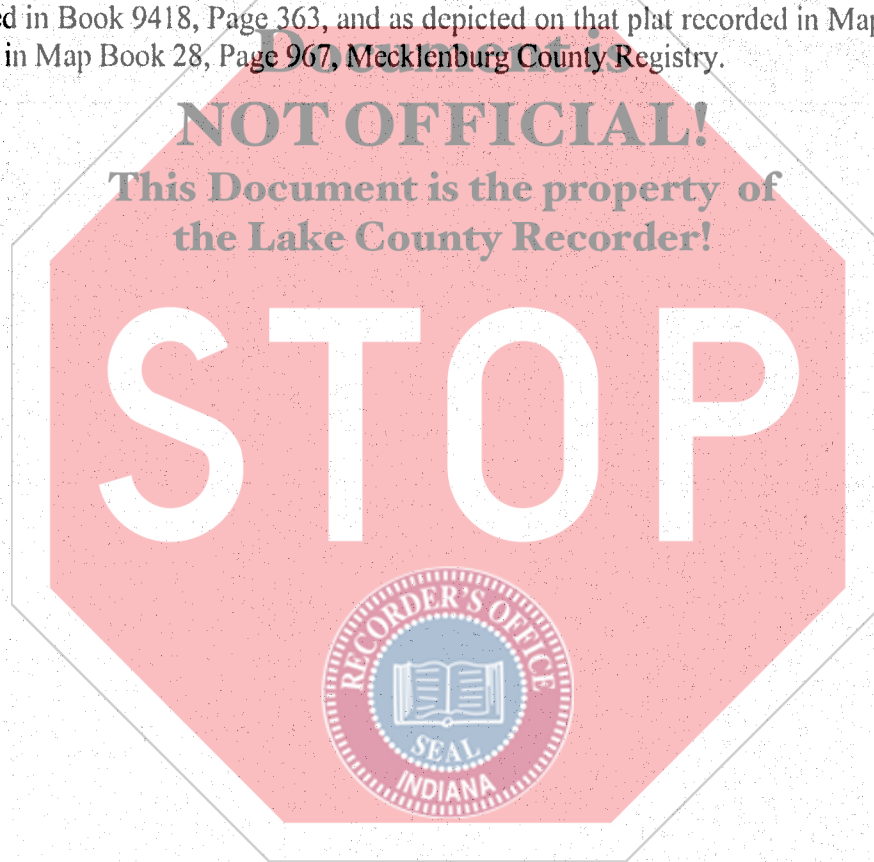 ed in Book 9418, Page 363, and as depicted on that plat recorded in Map
in Map Book 28, Page 967, Mecklenburg County Registry.
Document is
NOT OFFICIAL!
This Document is the property of
the Lake County Recorder!
STOP
RECORDER'S OFFICE
SEAL
INDIANA